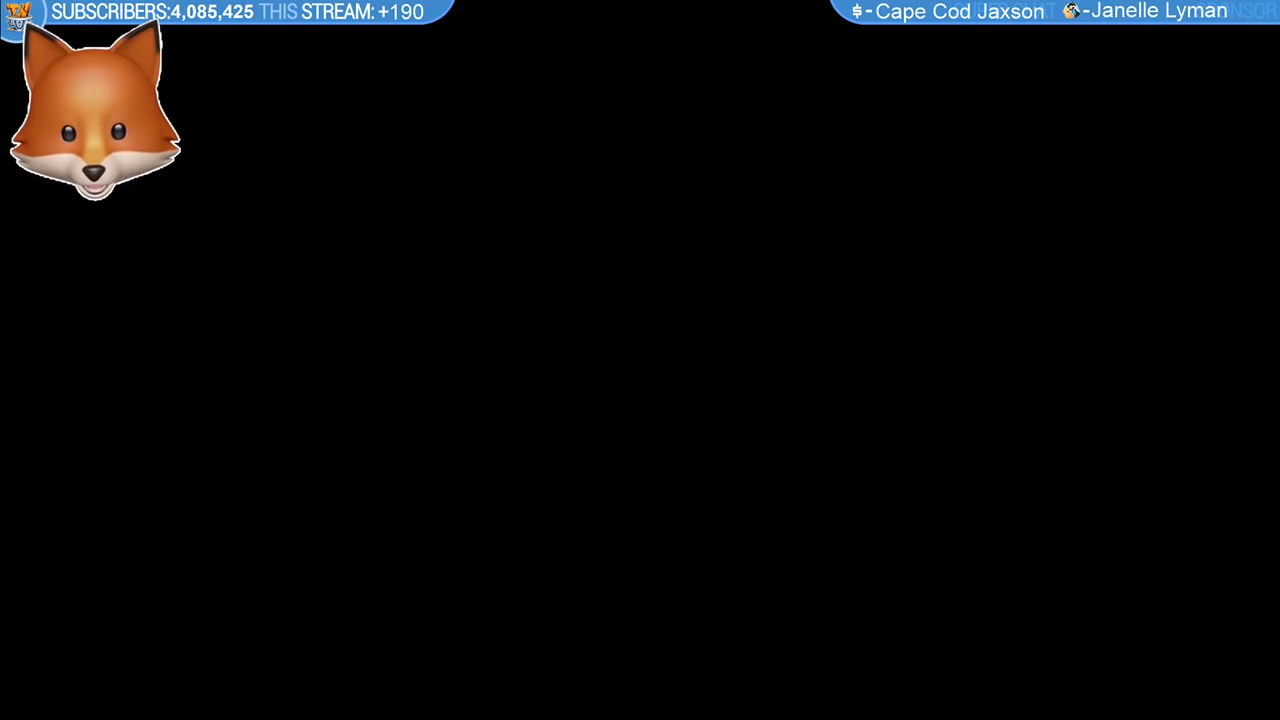 SUBSCRIBERS:4,085,425 THIS STREAM: +190
$-Cape Cod Jaxson -Janelle Lyman